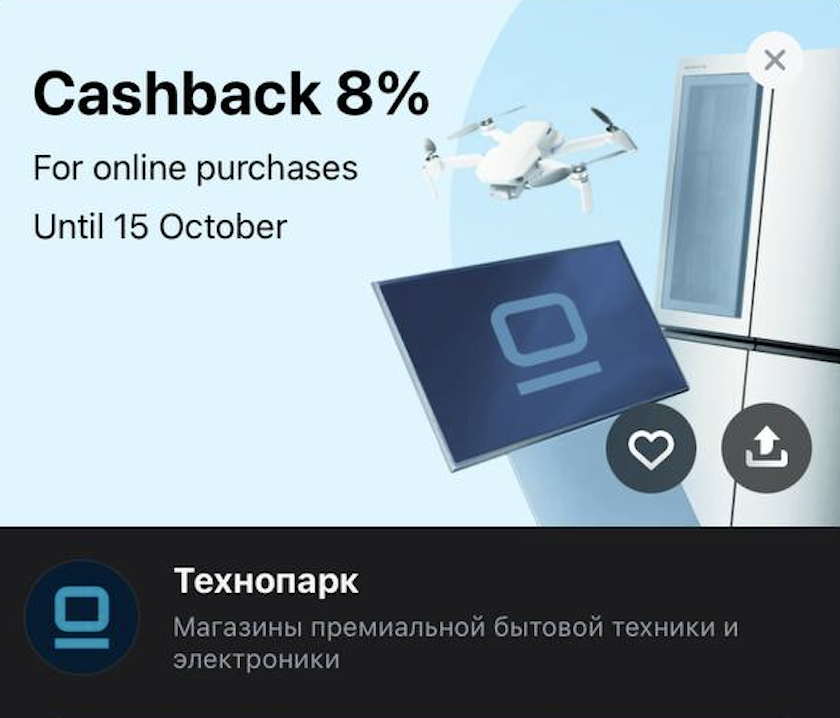 Cashback 8%
For online purchases
Until 15 October
Технопарк
Магазины премиальной бытовой техники и
электроники